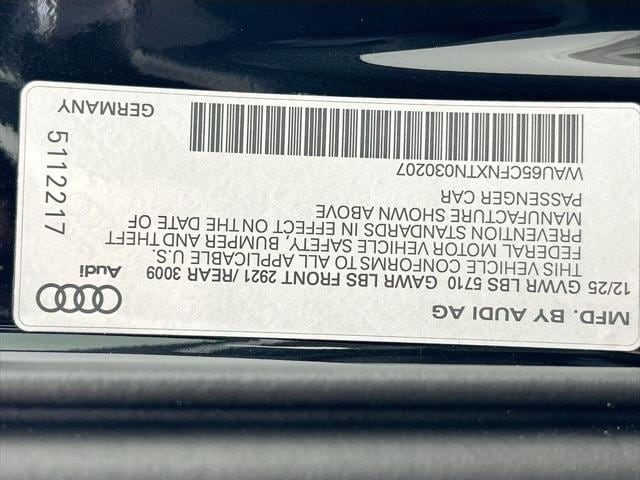 MFD. BY AUDI AG
12/25 GVWR LBS 5710 GAWR LBS FRONT 2921 /REAR 3009
THIS VEHICLE CONFORMS TO ALL APPLICABLE U.S.
FEDERAL MOTOR VEHICLE SAFETY, BUMPER AND THEFT
PREVENTION STANDARDS IN EFFECT ON THE DATE OF
MANUFACTURE SHOWN ABOVE
PASSENGER CAR
WAU65CFNXTN030207
Audi
5112217
GERMANY